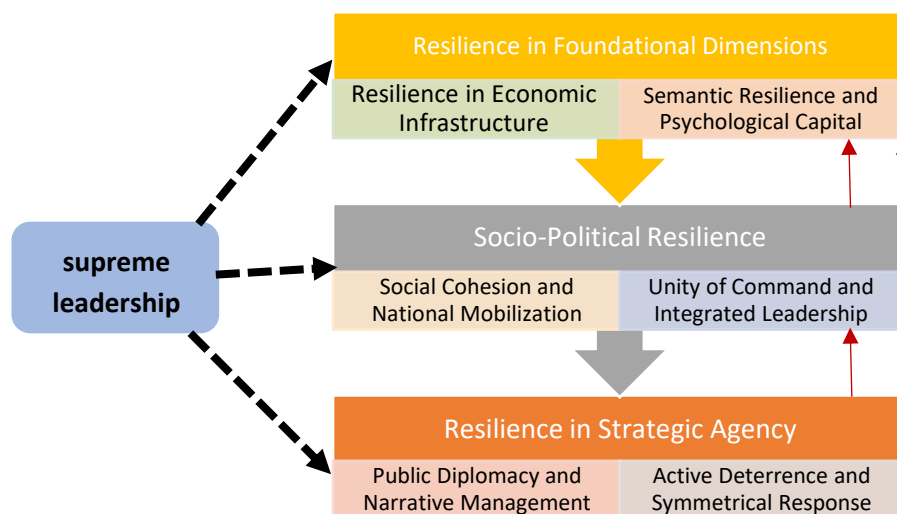 Resilience in Foundational Dimensions
Resilience in Economic
Infrastructure
Semantic Resilience and
Psychological Capital
supreme
leadership
Socio-Political Resilience
Social Cohesion and
National Mobilization
Unity of Command and
Integrated Leadership
Resilience in Strategic Agency
Public Diplomacy and
Narrative Management
Active Deterrence and
Symmetrical Response